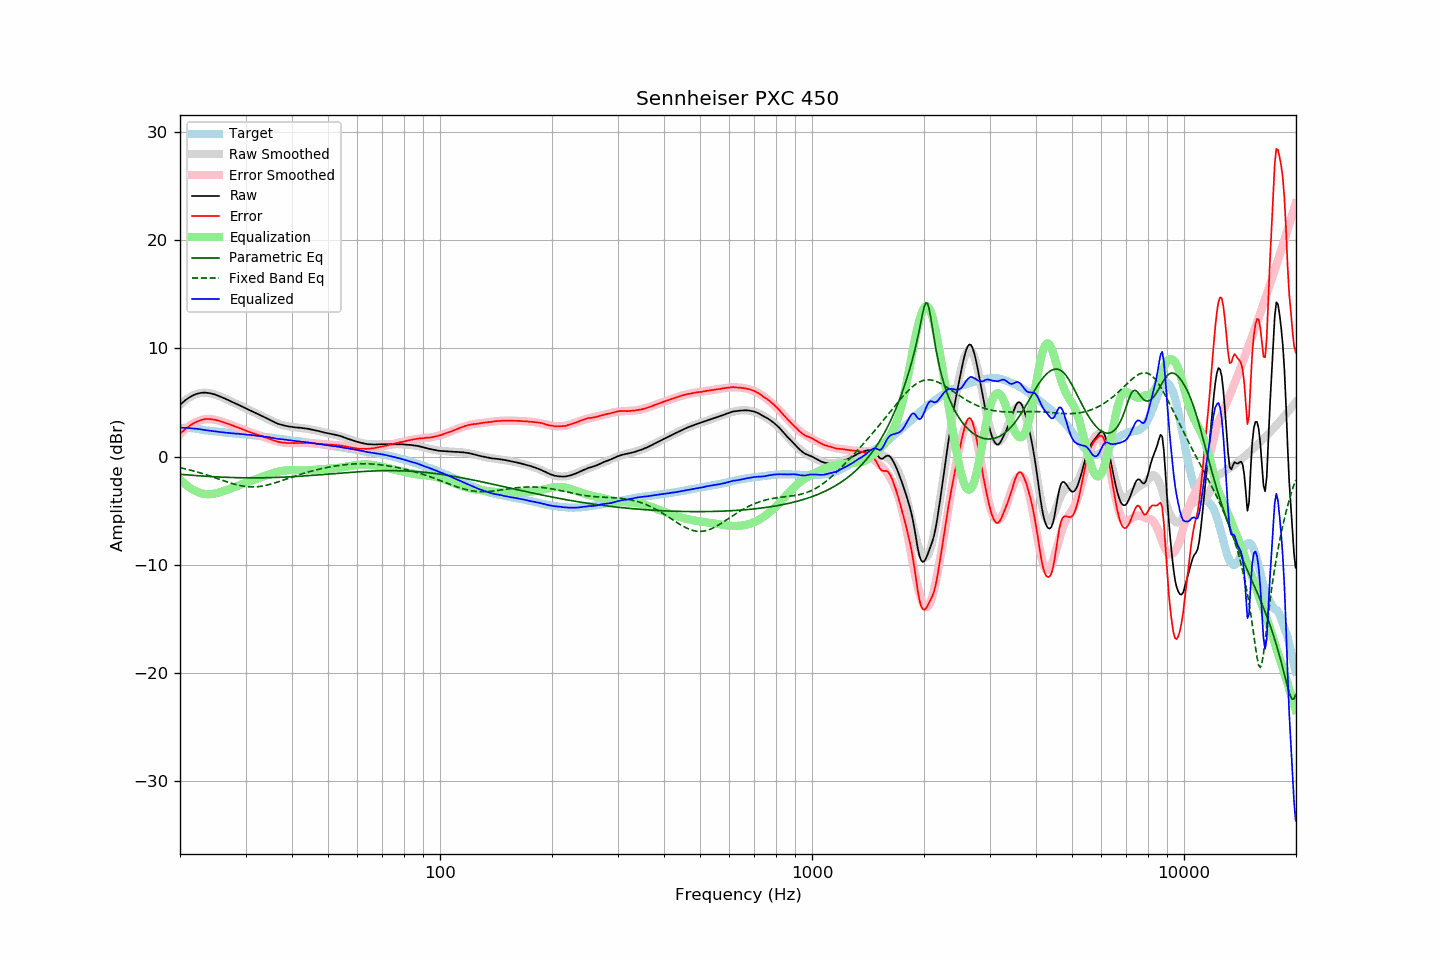 Sennheiser PXC 450
Target
Raw Smoothed
Error Smoothed
Raw
Error
Equalization
Parametric Eq
Fixed Band Eq
Equalized
30
20
10
0
−10
−20
−30
Amplitude (dBr)
100
1000
10000
Frequency (Hz)